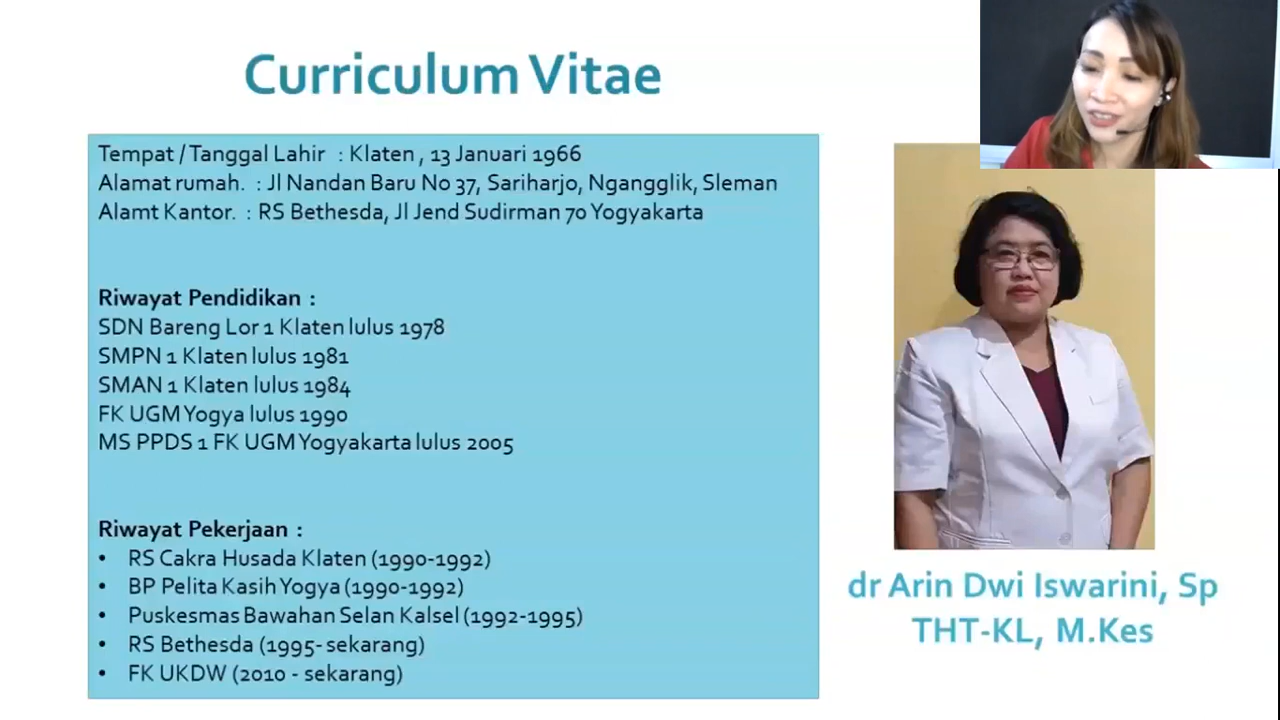 Curriculum Vitae
Tempat / Tanggal Lahir : Klaten , 13 Januari 1966
Alamat rumah. : Jl Nandan Baru No 37, Sariharjo, Ngangglik, Sleman
Alamt Kantor. : RS Bethesda, Jl Jend Sudirman 70 Yogyakarta
Riwayat Pendidikan :
SDN Bareng Lor 1 Klaten lulus 1978
SMPN 1 Klaten lulus 1981
SMAN 1 Klaten lulus 1984
FK UGM Yogya lulus 1990
MS PPDS 1 FK UGM Yogyakarta lulus 2005
Riwayat Pekerjaan :
• RS Cakra Husada Klaten (1990-1992)
• BP Pelita Kasih Yogya (1990-1992)
• Puskesmas Bawahan Selan Kalsel (1992-1995)
• RS Bethesda (1995- sekarang)
• FK UKDW (2010 - sekarang)
dr Arin Dwi Iswarini, Sp
THT-KL, M.Kes